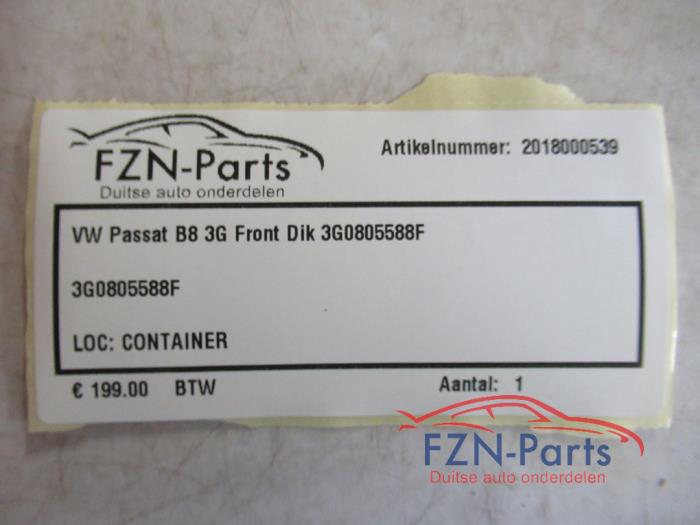 FZN-Parts
Duitse auto onderdelen
Artikelnummer: 2018000539
VW Passat B8 3G Front Dik 3G0805588F
3G0805588F
LOC: CONTAINER
€ 199.00 BTW
Aantal: 1
FZN-Parts
Duitse auto onderdelen